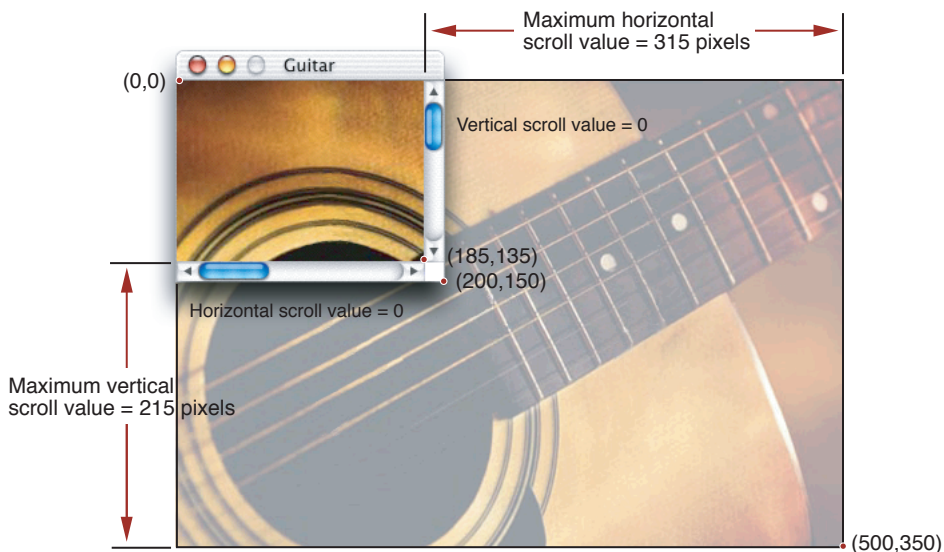 Maximum horizontal
scroll value = 315 pixels
Guitar
(0,0)
Vertical scroll value = 0
(185,135)
(200,150)
Horizontal scroll value = 0
Maximum vertical
scroll value = 215 pixels
(500,350)